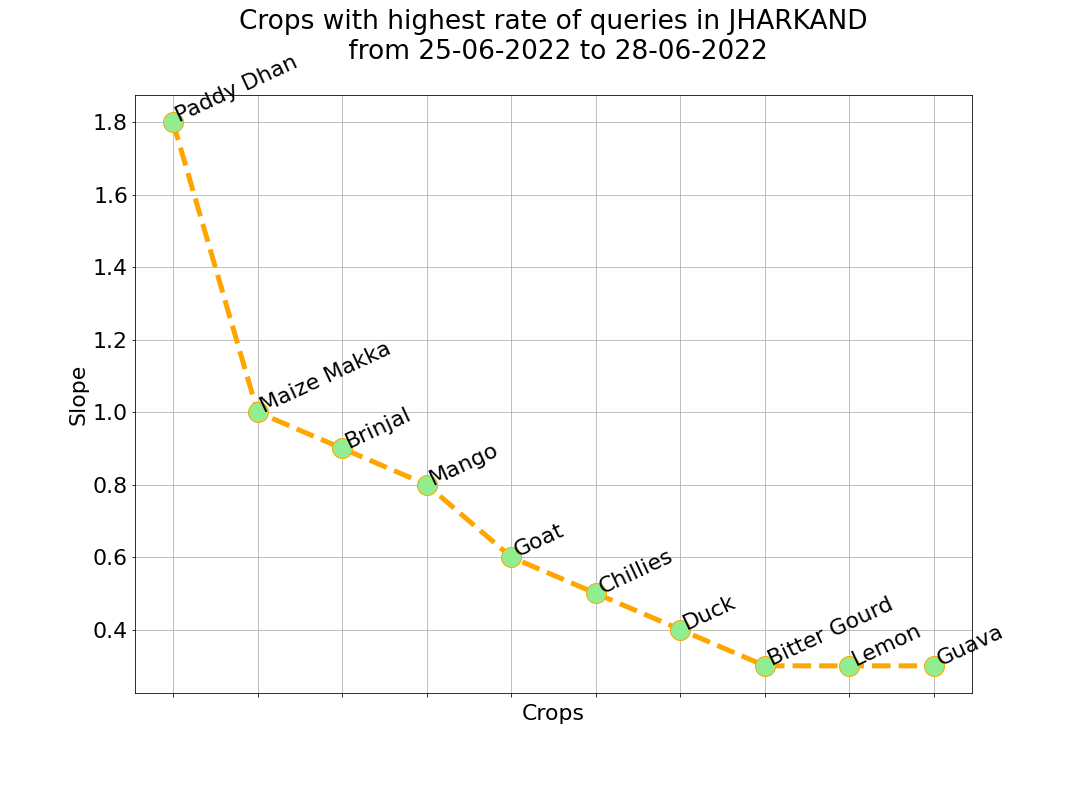 Crops with highest rate of queries in JHARKAND
from 25-06-2022 to 28-06-2022
Paddy Dhan
1.8
1.6
1.4
1.2
Maize Makka
1.0
Brinjal
Mango
0.8
Goat
0.6
Chillies
Duck
0.4
Bitter Gourd
Lemon
Guava
Slope
Crops